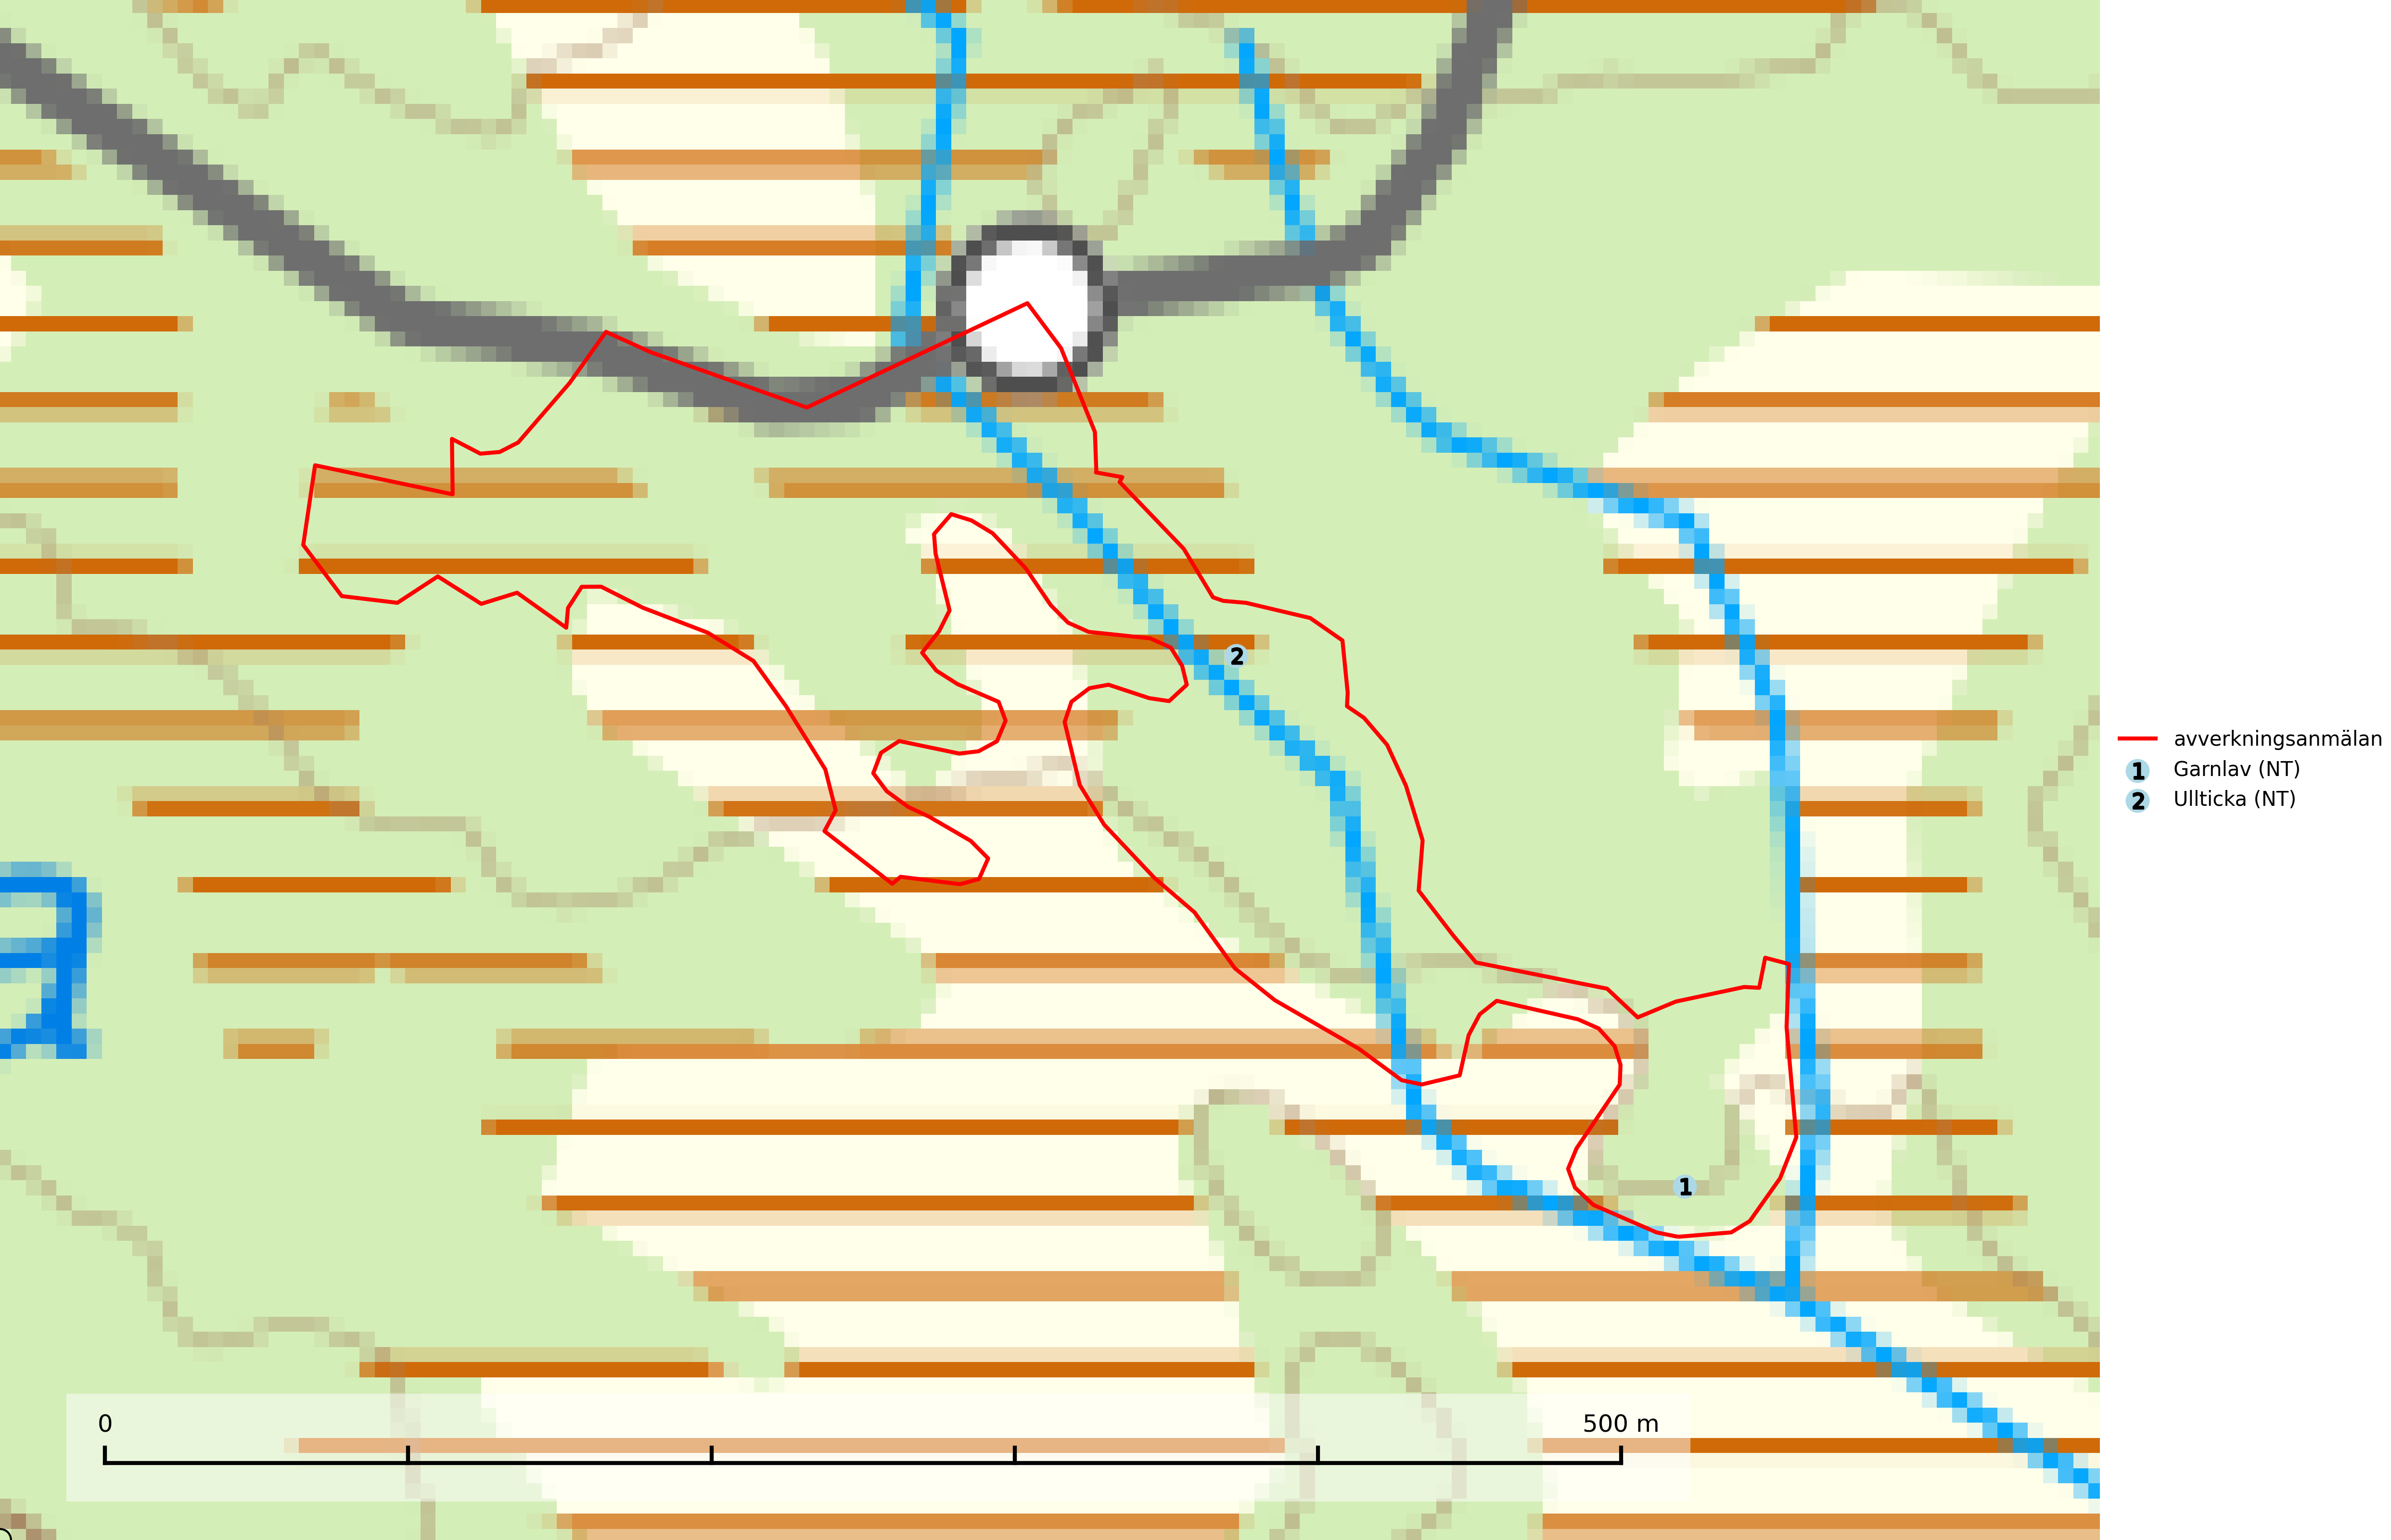 2
avverkningsanmälan
1 Garnlav (NT)
2 Ullticka (NT)
1
0 500 m